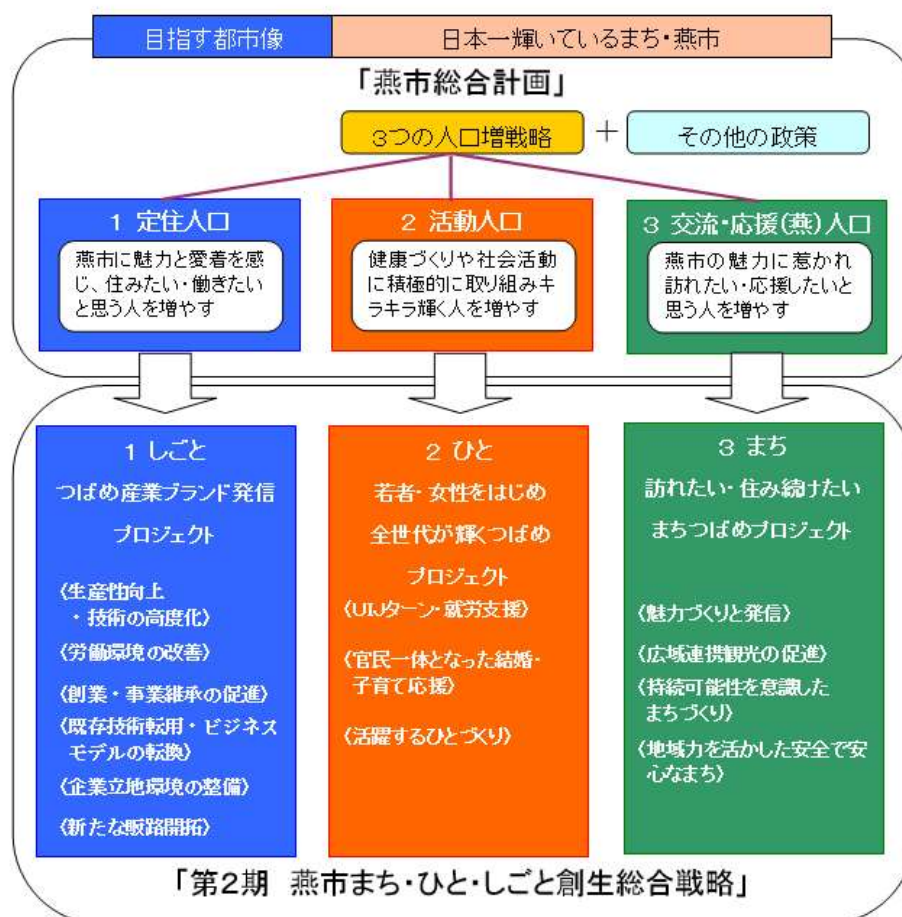 目指す都市像
日本一輝いているまち・燕市
「燕市総合計画」
3つの人口増戦略
+
その他の政策
1 定住人口
燕市に魅力と愛着を感
じ、住みたい・働きたい
と思う人を増やす
2 活動人口
健康づくりや社会活動
に積極的に取り組みキ
ラキラ輝く人を増やす
3 交流・応援(燕)人口
燕市の魅力に惹かれ
訪れたい・応援したいと
思う人を増やす
1 しごと
つばめ産業ブランド発信
プロジェクト
〈生産性向上
・技術の高度化〉
〈労働環境の改善〉
〈創業・事業継承の促進〉
〈既存技術転用・ビジネス
モデルの転換〉
〈企業立地環境の整備〉
〈新たな販路開拓〉
2 ひと
若者・女性をはじめ
全世代が輝くつばめ
プロジェクト
〈UIJターン・就労支援〉
〈官民一体となった結婚・
子育て応援〉
〈活躍するひとづくり〉
3 まち
訪れたい・住み続けたい
まちつばめプロジェクト
〈魅力づくりと発信〉
〈広域連携観光の促進〉
〈持続可能性を意識した
まちづくり〉
〈地域力を活かした安全で安
心なまち〉
「第2期 燕市まち・ひと・しごと創生総合戦略」